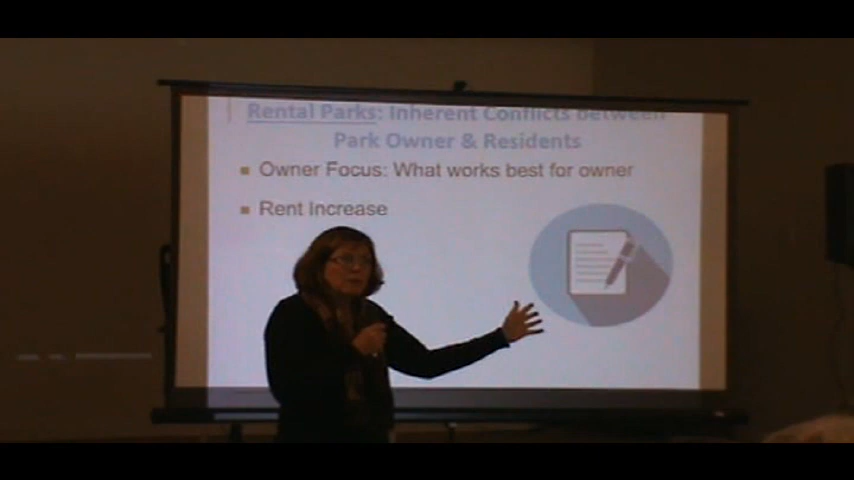 Rental Parks: Inherent Conflicts between
Park Owner & Residents
Owner Focus: What works best for owner
Rent Increase